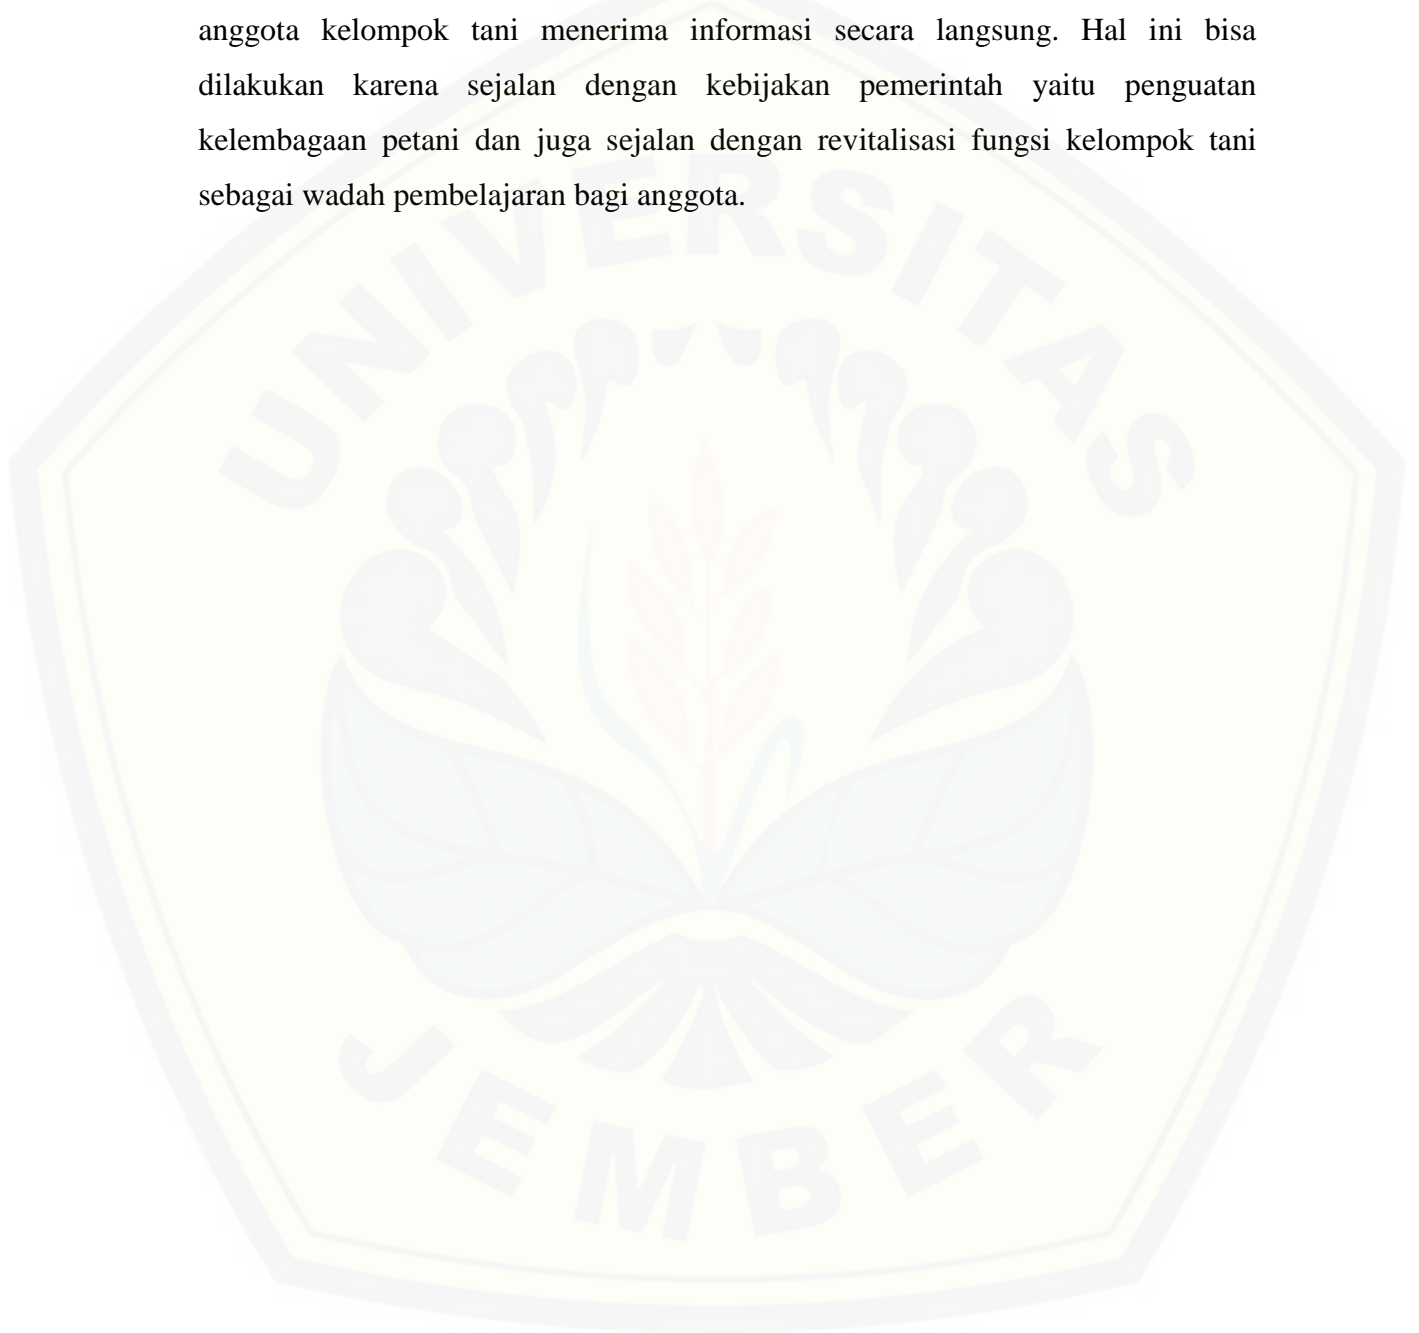 anggota kelompok tani menerima informasi secara langsung. Hal ini bisa
dilakukan karena sejalan dengan kebijakan pemerintah yaitu penguatan
kelembagaan petani dan juga sejalan dengan revitalisasi fungsi kelompok tani
sebagai wadah pembelajaran bagi anggota.
UNIVERSITAS
JEMBER